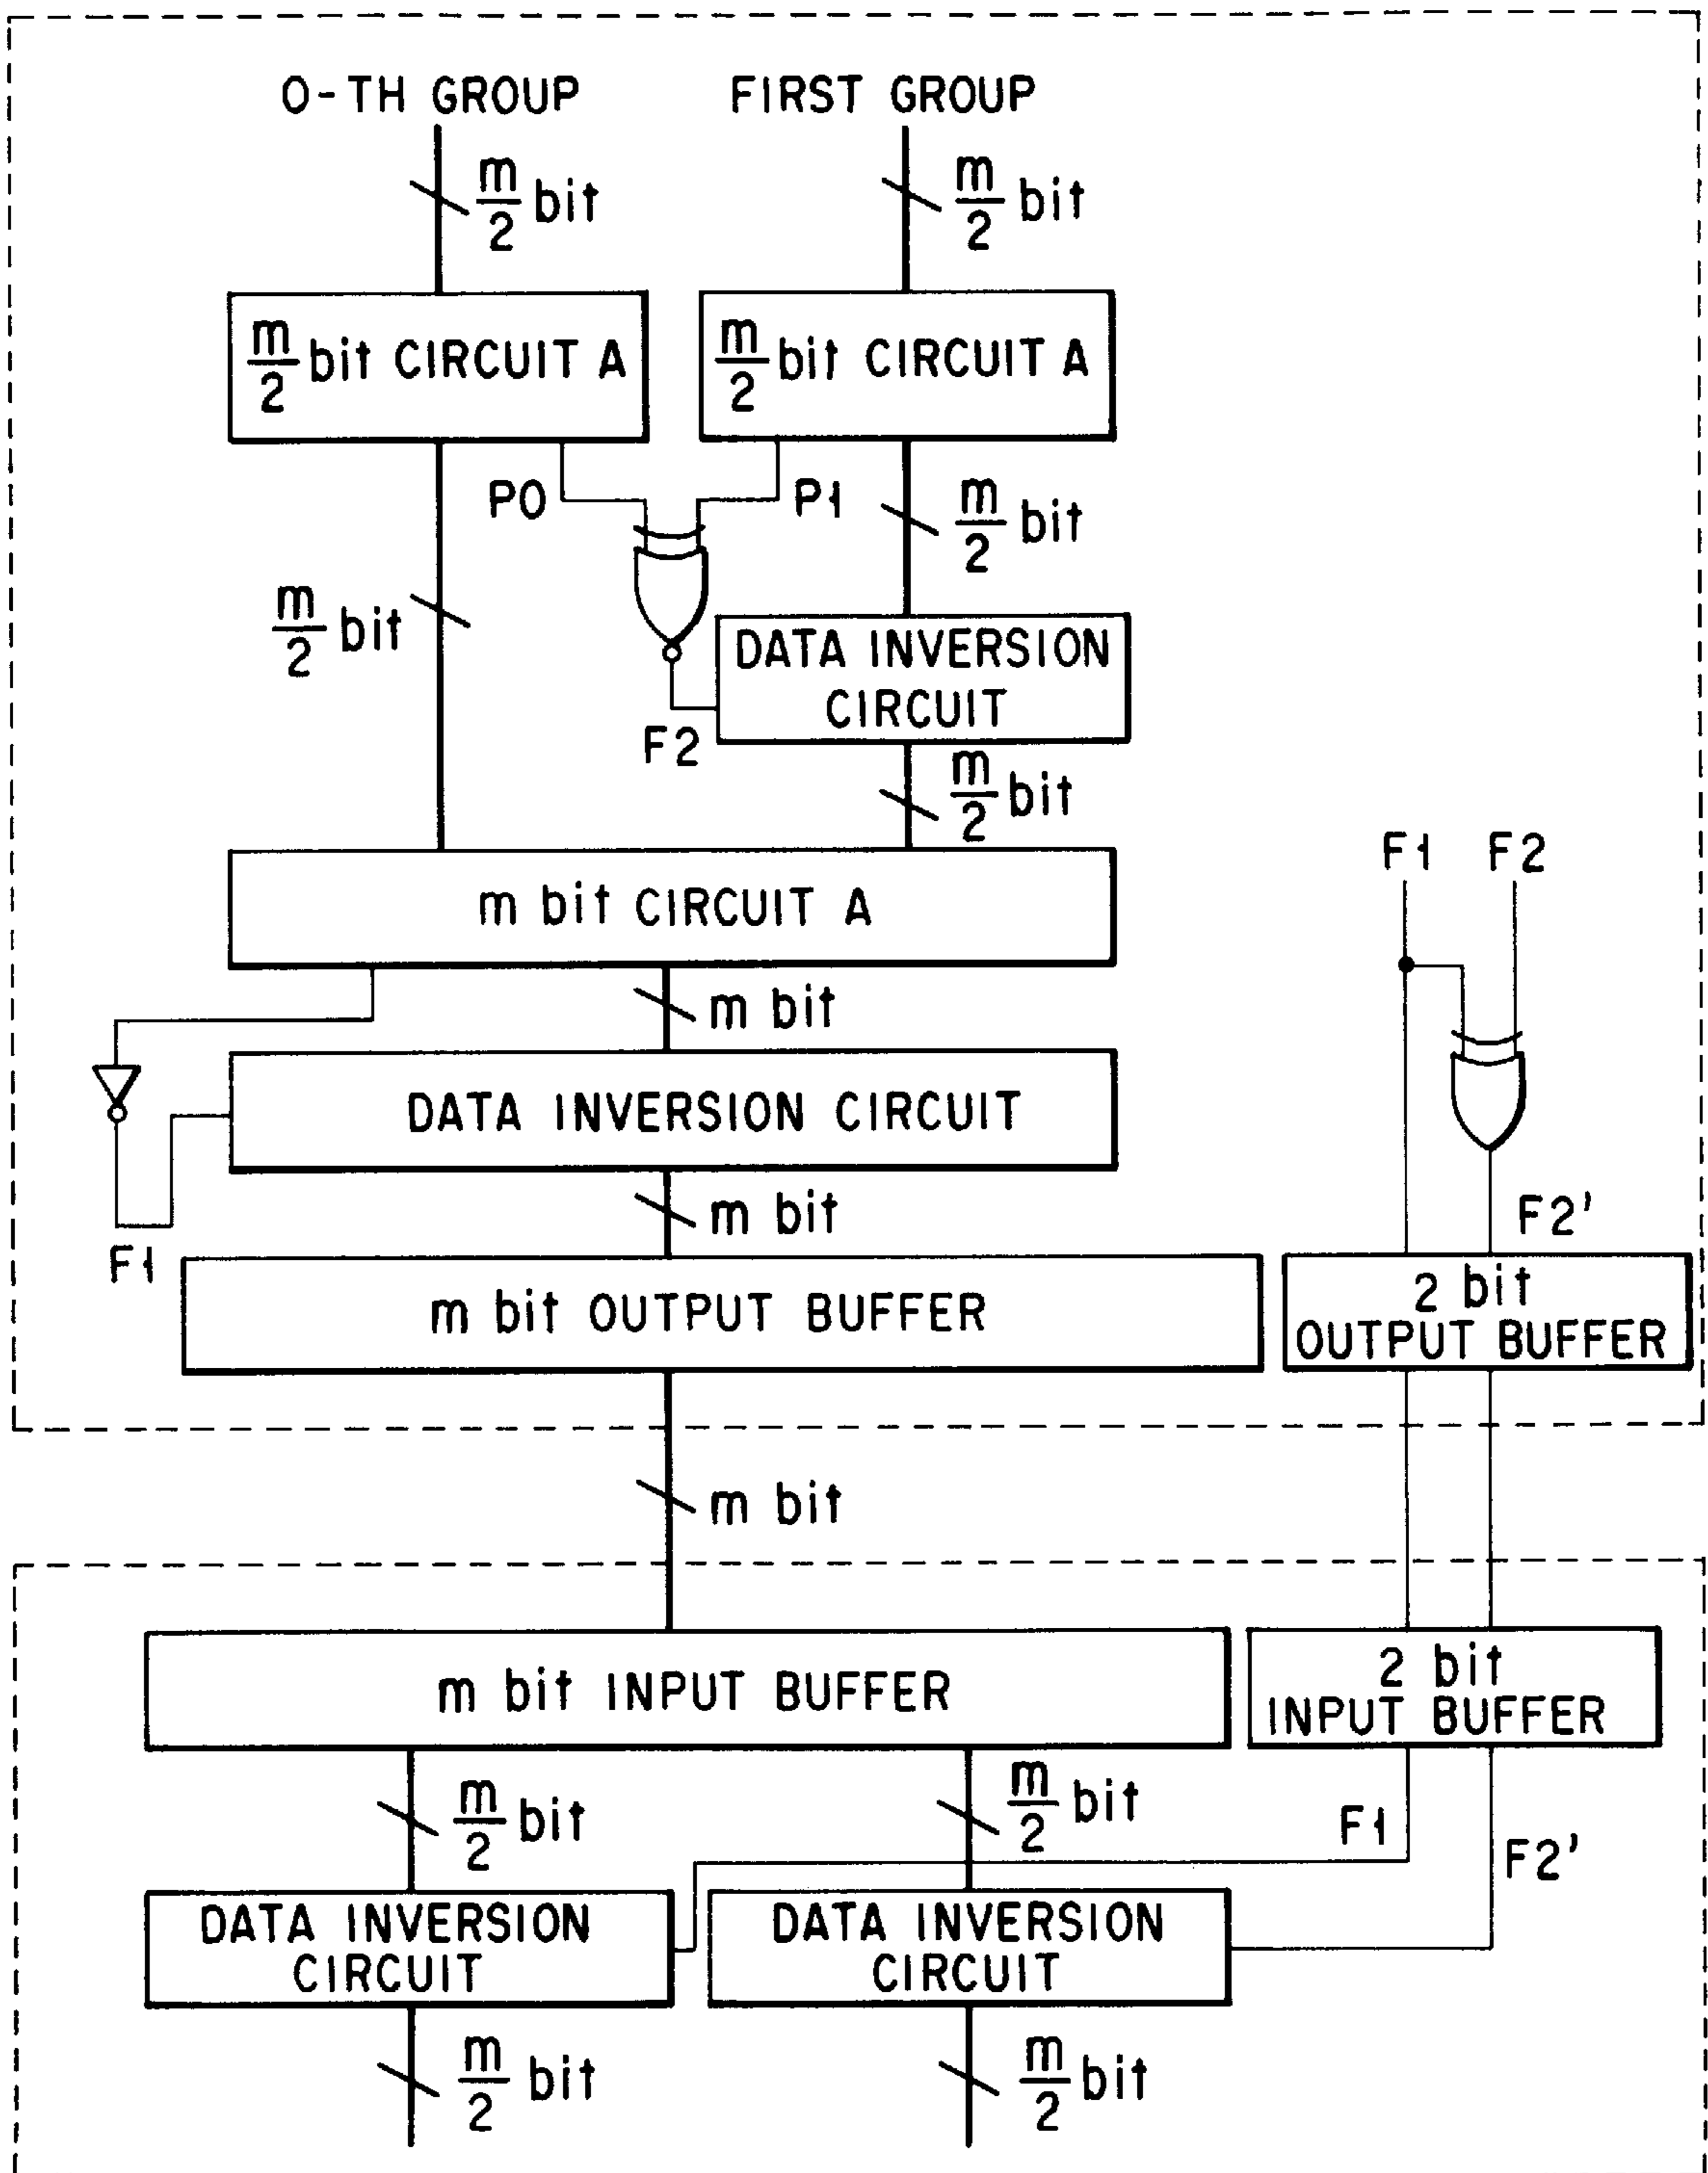 0-TH GROUP FIRST GROUP
m/2 bit m/2 bit
m/2 bit CIRCUIT A m/2 bit CIRCUIT A
P0 P1 m/2 bit
m/2 bit
DATA INVERSION
CIRCUIT
F2
m/2 bit
F1 F2
m bit CIRCUIT A
m bit
DATA INVERSION CIRCUIT
m bit F2'
F1
m bit OUTPUT BUFFER
2 bit
OUTPUT BUFFER
m bit
m bit INPUT BUFFER
2 bit
INPUT BUFFER
m/2 bit m/2 bit F1 F2'
DATA INVERSION
CIRCUIT
DATA INVERSION
CIRCUIT
m/2 bit m/2 bit